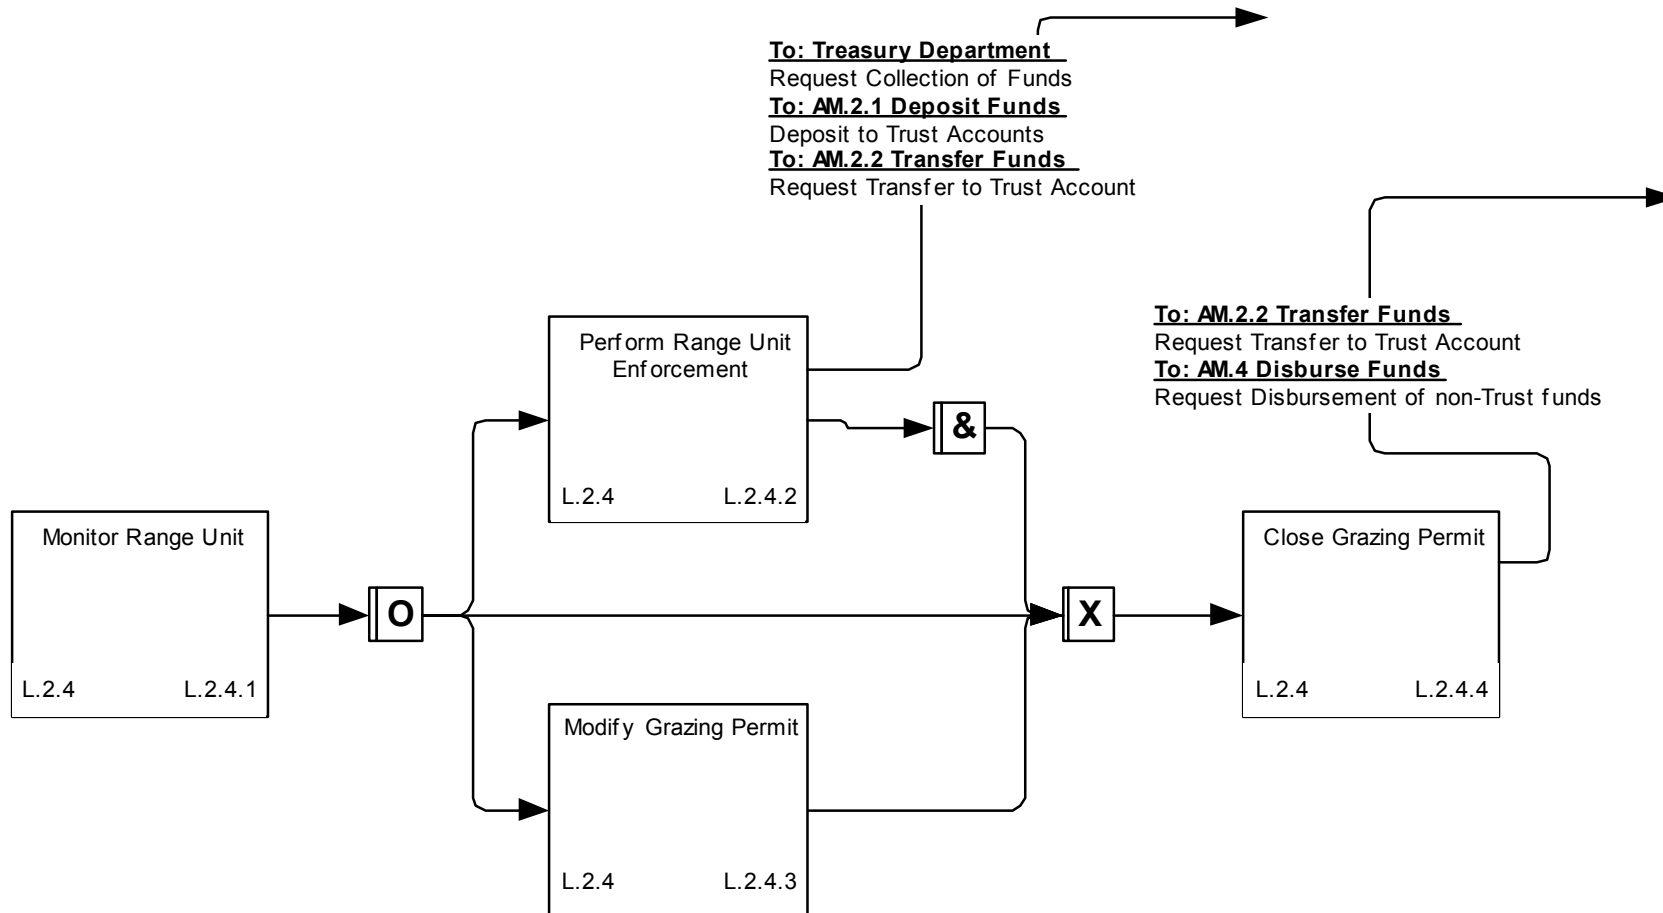 To: Treasury Department
Request Collection of Funds
To: AM.2.1 Deposit Funds
Deposit to Trust Accounts
To: AM.2.2 Transfer Funds
Request Transfer to Trust Account
To: AM.2.2 Transfer Funds
Request Transfer to Trust Account
To: AM.4 Disburse Funds
Request Disbursement of non-Trust funds
Perform Range Unit
Enforcement
L.2.4 L.2.4.2
&
Monitor Range Unit
L.2.4 L.2.4.1
O
X
Close Grazing Permit
L.2.4 L.2.4.4
Modify Grazing Permit
L.2.4 L.2.4.3